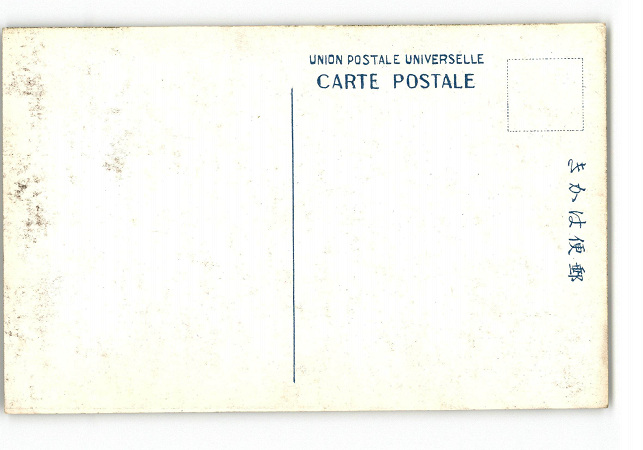 UNION POSTALE UNIVERSELLE
CARTE POSTALE
郵便はかき